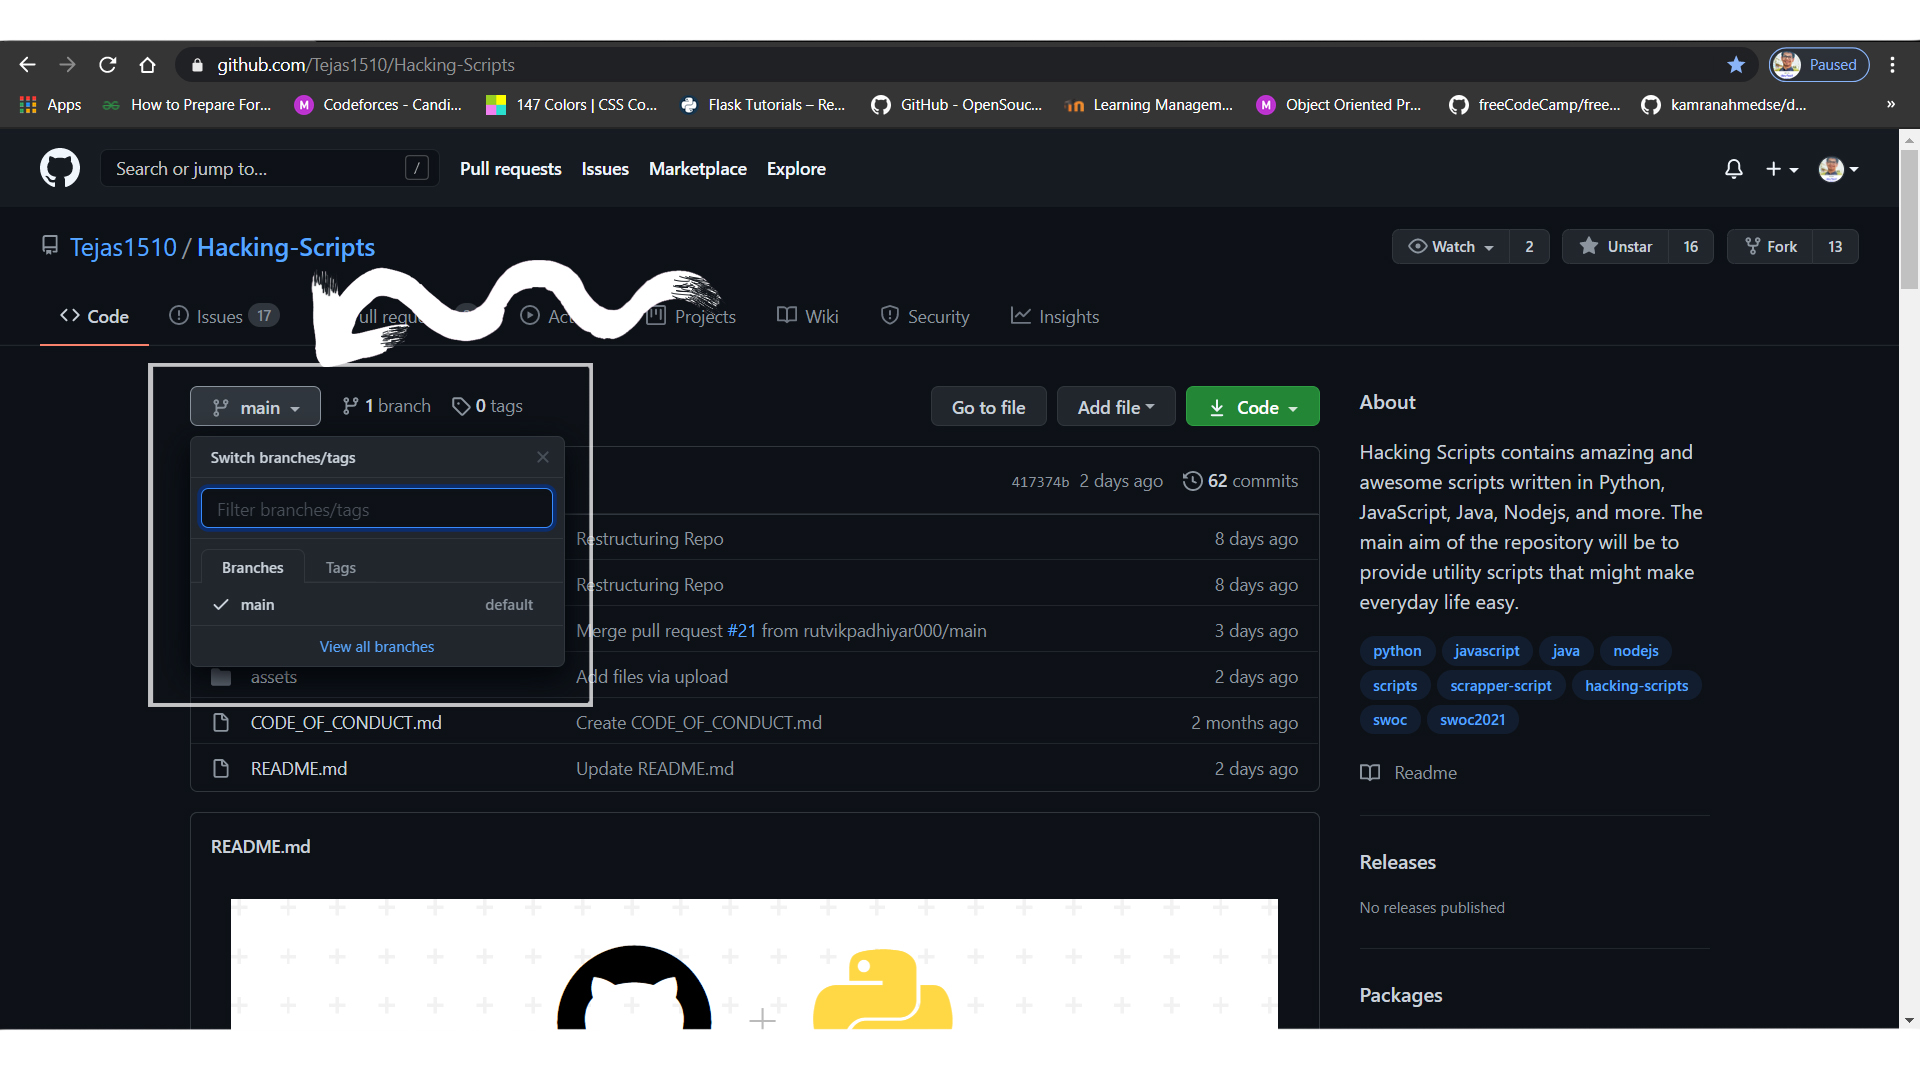 github.com/Tejas1510/Hacking-Scripts
Paused
Apps
How to Prepare For...
Codeforces - Candi...
147 Colors | CSS Co...
Flask Tutorials – Re...
GitHub - OpenSouc...
Learning Managem...
Object Oriented Pr...
freeCodeCamp/free...
kamranahmedse/d...
»
Search or jump to...
/
Pull requests
Issues
Marketplace
Explore
Tejas1510 / Hacking-Scripts
Watch 2
Unstar 16
Fork 13
Code
Issues 17
Projects
Wiki
Security
Insights
main
1 branch
0 tags
Go to file
Add file
Code
Switch branches/tags
Filter branches/tags
Branches
Tags
main
default
View all branches
417374b 2 days ago
62 commits
Restructuring Repo
8 days ago
Restructuring Repo
8 days ago
Merge pull request #21 from rutvikpadhiyar000/main
3 days ago
assets
Add files via upload
2 days ago
CODE_OF_CONDUCT.md
Create CODE_OF_CONDUCT.md
2 months ago
README.md
Update README.md
2 days ago
README.md
About
Hacking Scripts contains amazing and
awesome scripts written in Python,
JavaScript, Java, Nodejs, and more. The
main aim of the repository will be to
provide utility scripts that might make
everyday life easy.
python
javascript
java
nodejs
scripts
scrapper-script
hacking-scripts
swoc
swoc2021
Readme
Releases
No releases published
Packages